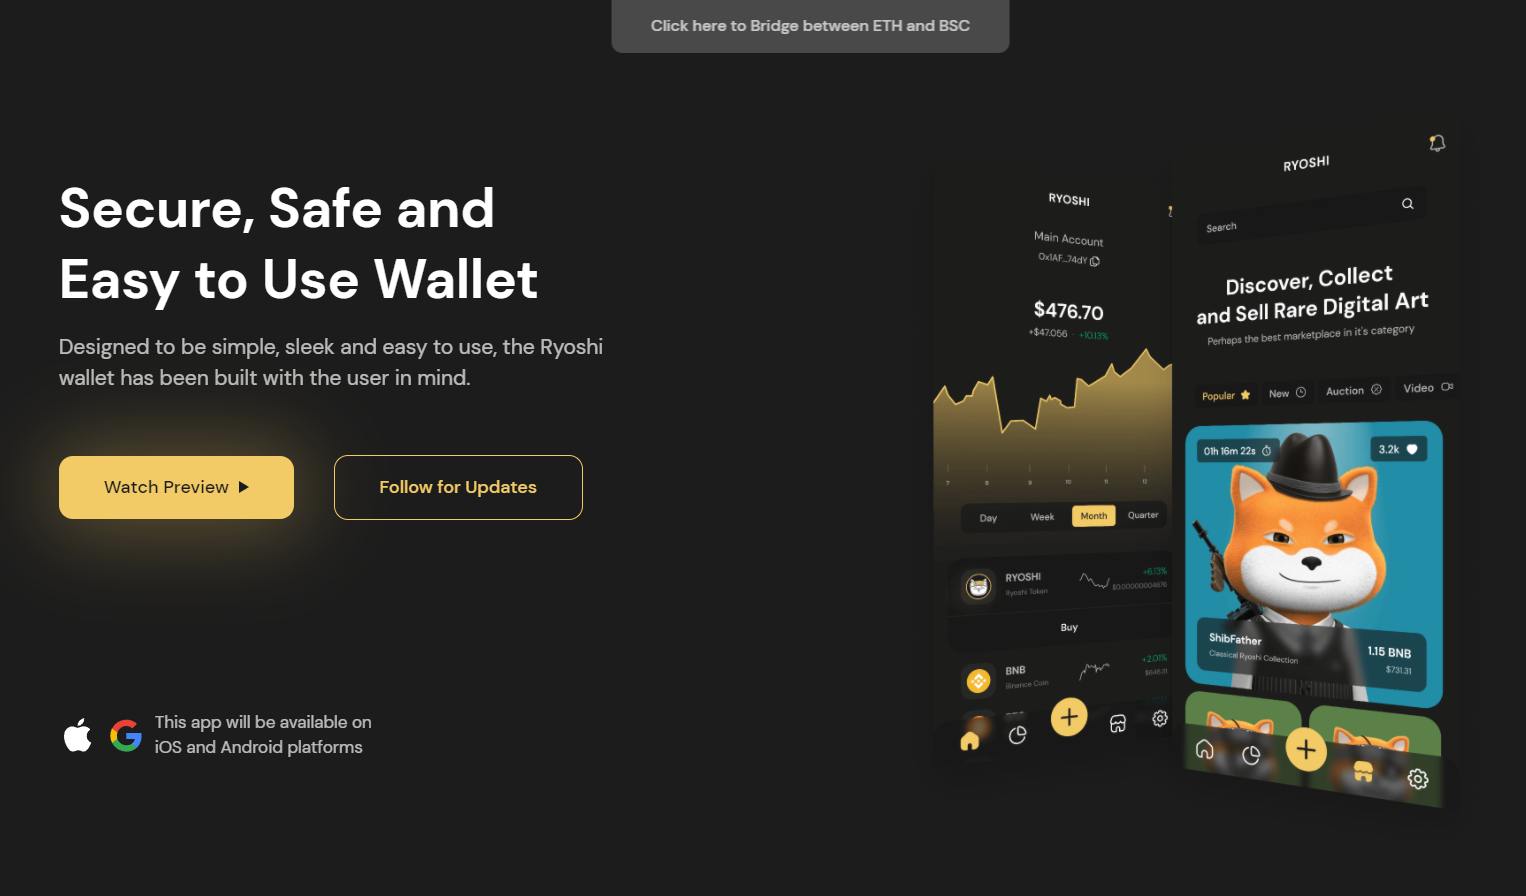 Click here to Bridge between ETH and BSC
Secure, Safe and
Easy to Use Wallet
Designed to be simple, sleek and easy to use, the Ryoshi
wallet has been built with the user in mind.
Watch Preview
Follow for Updates
This app will be available on
iOS and Android platforms
RYOSHI
Main Account
0x1AF...74dY
$476.70
+$47.056 · +10.13%
7 8 9 10 11 12
Day Week Month Quarter
RYOSHI
Ryoshi Token
+6.13%
$0.00000004676
Buy
BNB
Binance Coin
+2.01%
RYOSHI
Search
Discover, Collect
and Sell Rare Digital Art
Perhaps the best marketplace in it's category
Popular New Auction Video
01h 16m 22s
3.2k
ShibFather
Classical Ryoshi Collection
1.15 BNB
$731.31